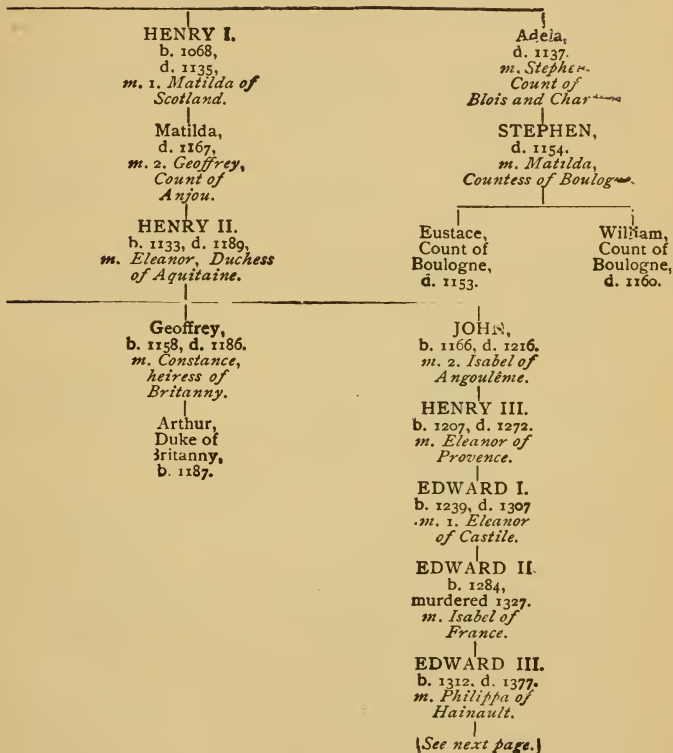 HENRY I.
b. 1068,
d. 1135,
m. 1. Matilda of
Scotland.
Matilda,
d. 1167,
m. 2. Geoffrey,
Count of
Anjou.
HENRY II.
b. 1133, d. 1189,
m. Eleanor, Duchess
of Aquitaine.
Adela,
d. 1137.
m. Stephen
Count of
Blois and
STEPHEN,
d. 1154.
m. Matilda,
Countess of Boulogne.
Eustace,
Count of
Boulogne,
d. 1153.
William,
Count of
Boulogne,
d. 1160.
Geoffrey,
b. 1158, d. 1186.
m. Constance,
heiress of
Britanny.
Arthur,
Duke of
Britanny,
b. 1187.
JOHN,
b. 1166, d. 1216.
m. 2. Isabel of
Angoulême.
HENRY III.
b. 1207, d. 1272.
m. Eleanor of
Provence.
EDWARD I.
b. 1239, d. 1307
m. 1. Eleanor
of Castile.
EDWARD II.
b. 1284,
murdered 1327.
m. Isabel of
France.
EDWARD III.
b. 1312, d. 1377.
m. Philippa of
Hainault.
[See next page.]